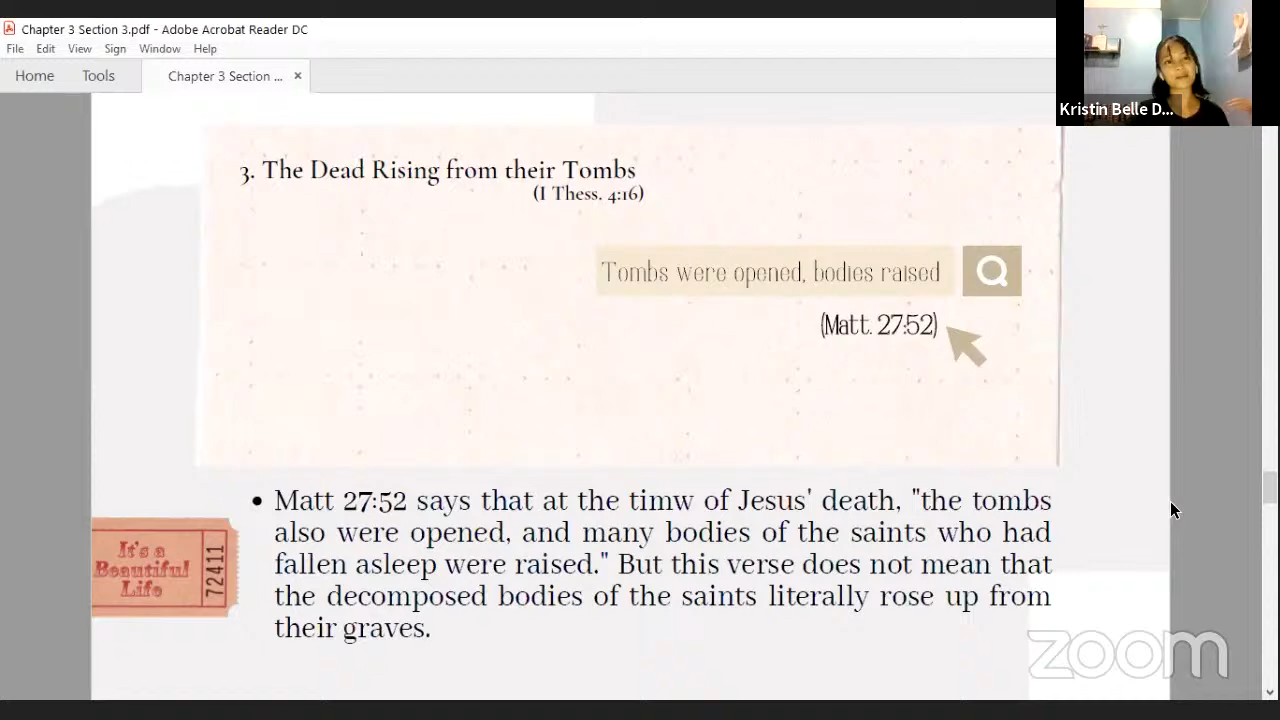 Chapter 3 Section 3.pdf - Adobe Acrobat Reader DC
File Edit View Sign Window Help
Home Tools Chapter 3 Section ... ×
Kristin Belle D...
3. The Dead Rising from their Tombs
(I Thess. 4:16)
Tombs were opened, bodies raised
(Matt. 27:52)
• Matt 27:52 says that at the timw of Jesus' death, "the tombs
also were opened, and many bodies of the saints who had
fallen asleep were raised." But this verse does not mean that
the decomposed bodies of the saints literally rose up from
their graves.
It's a
Beautiful
Life
72411
zoom